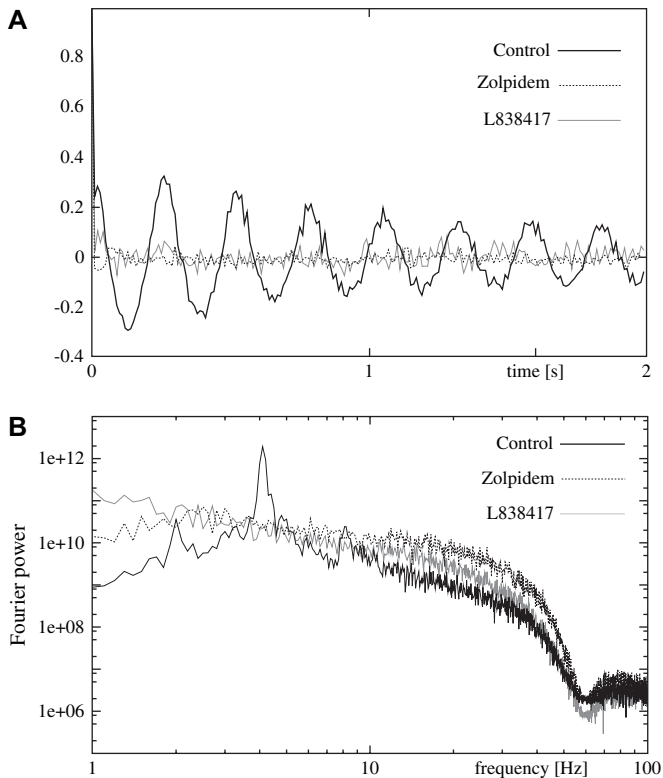 A
0.8
0.6
0.4
0.2
0
-0.2
-0.4
0
1
time [s]
2
Control
Zolpidem
L838417
B
Fourier power
1e+12
1e+10
1e+08
1e+06
1
10
frequency [Hz]
100
Control
Zolpidem
L838417